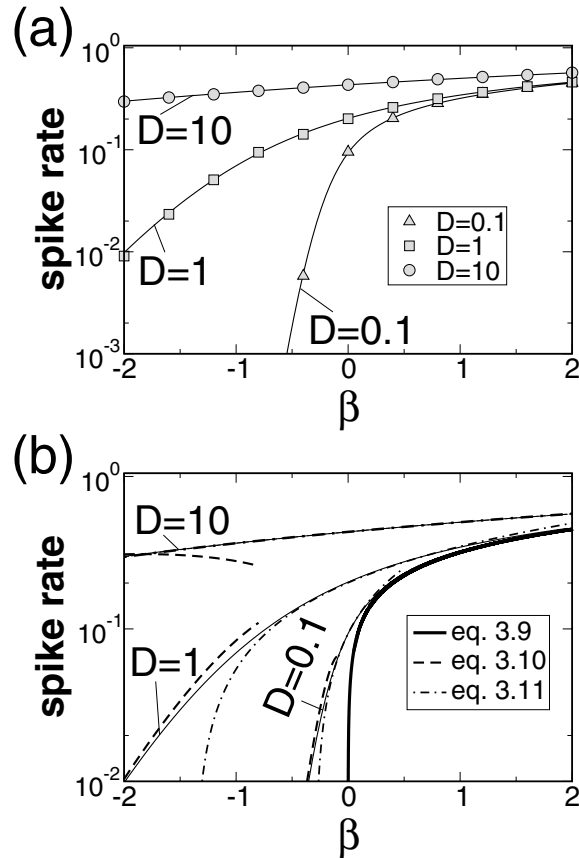 (a)
10^0
10^-1
10^-2
10^-3
spike rate
D=10
D=1
D=0.1
D=0.1
D=1
D=10
-2 -1 0 1 2
β
(b)
10^0
10^-1
10^-2
spike rate
D=10
D=1
D=0.1
eq. 3.9
eq. 3.10
eq. 3.11
-2 -1 0 1 2
β